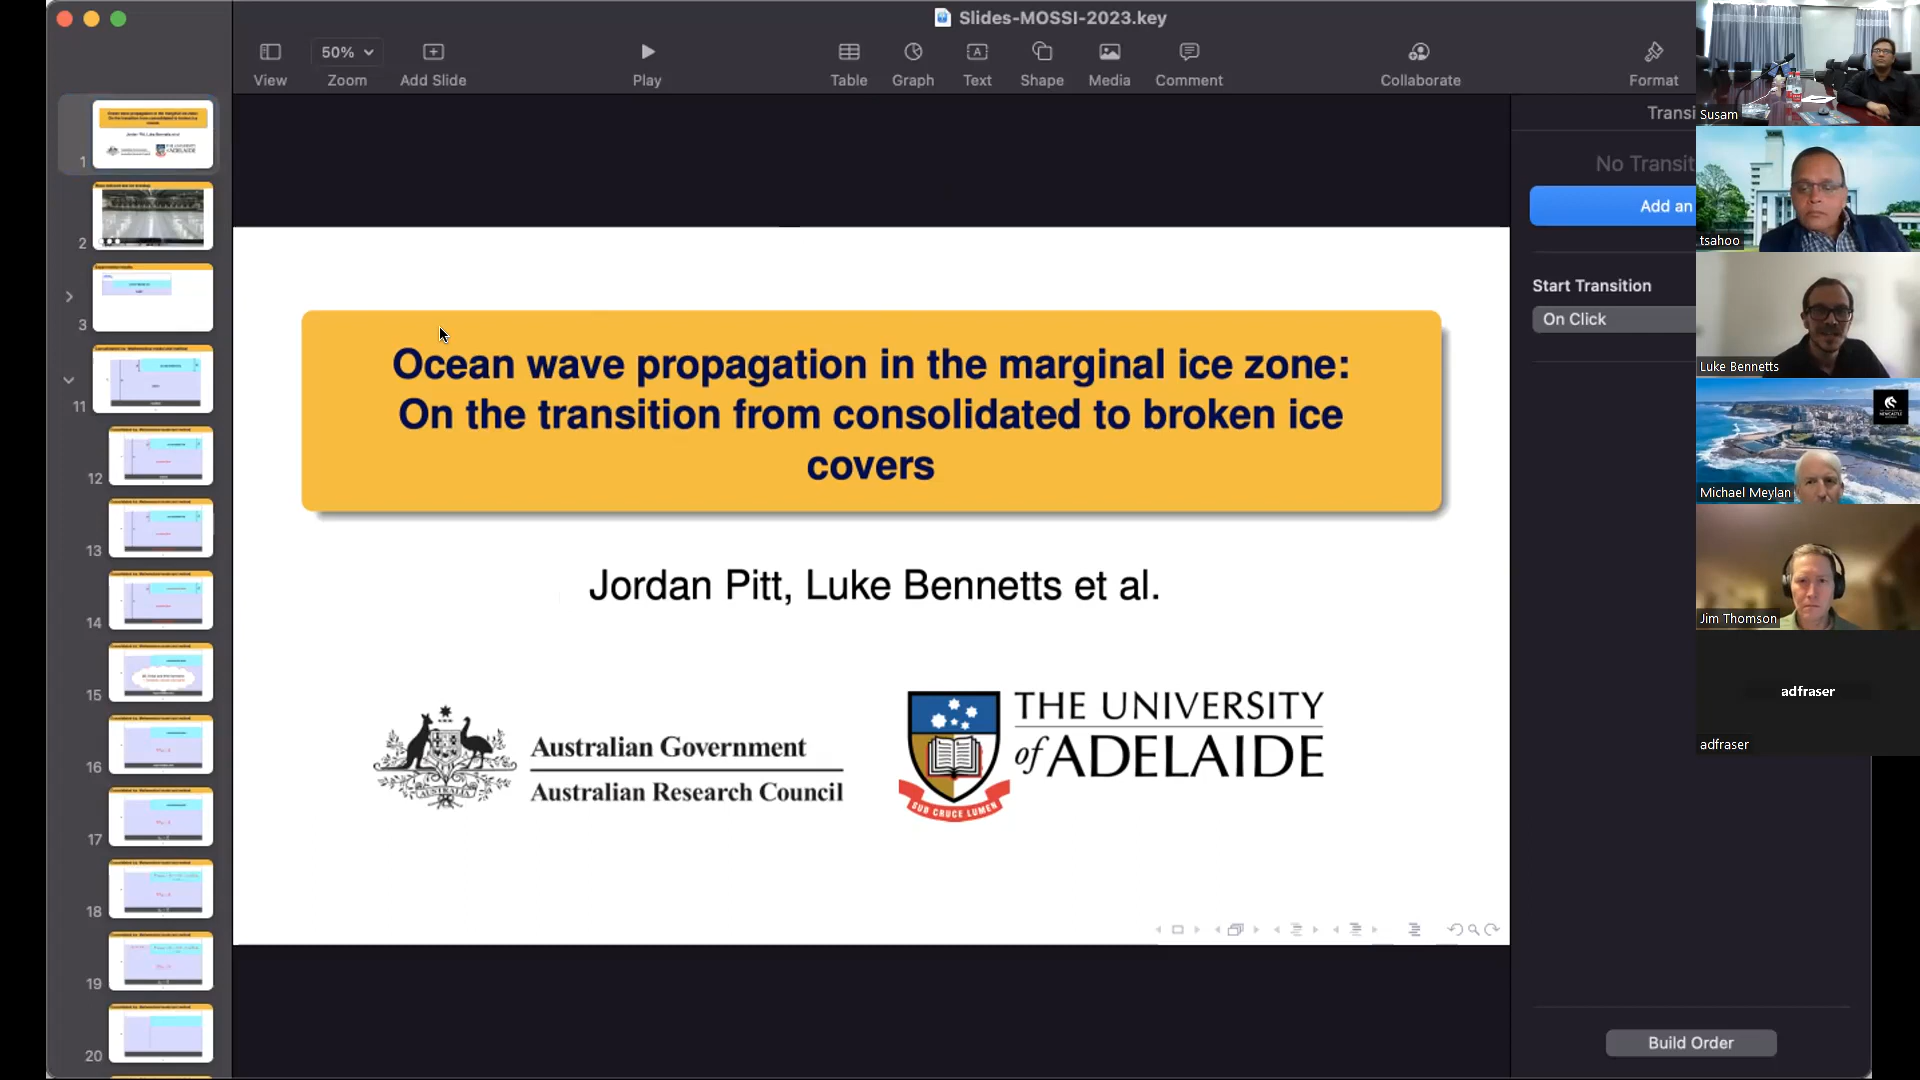 Slides-MOSSI-2023.key
50%
View
Zoom
Add Slide
Play
Table
Graph
Text
Shape
Media
Comment
Collaborate
Format
1
2
3
11
12
13
14
15
16
17
18
19
20
Ocean wave propagation in the marginal ice zone:
On the transition from consolidated to broken ice
covers
Jordan Pitt, Luke Bennetts et al.
AUSTRALIA
Australian Government
Australian Research Council
SUB CRUCE LUMEN
THE UNIVERSITY
of ADELAIDE
Transi
No Transit
Add an
Start Transition
On Click
Build Order
Susam
tsahoo
Luke Bennetts
Michael Meylan
Jim Thomson
adfraser
adfraser